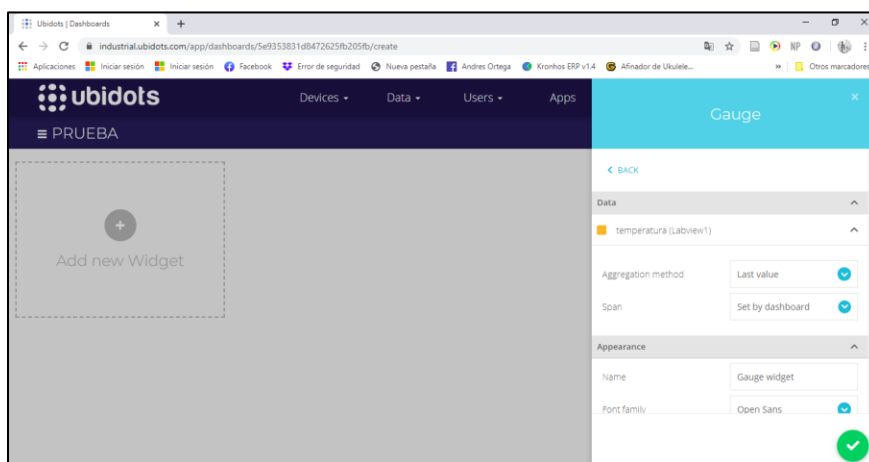 Ubidots | Dashboards
industrial.ubidots.com/app/dashboards/5e9353831d8472625fb205fb/create
NP
Aplicaciones Iniciar sesión Iniciar sesión Facebook Error de seguridad Nueva pestaña Andres Ortega Kronhos ERP v1.4 Afinador de Ukulele... » Otros marcadores
ubidots Devices Data Users Apps
Gauge
PRUEBA
BACK
Data
temperatura (Labview1)
Add new Widget
Aggregation method Last value
Span Set by dashboard
Appearance
Name Gauge widget
Font family Open Sans